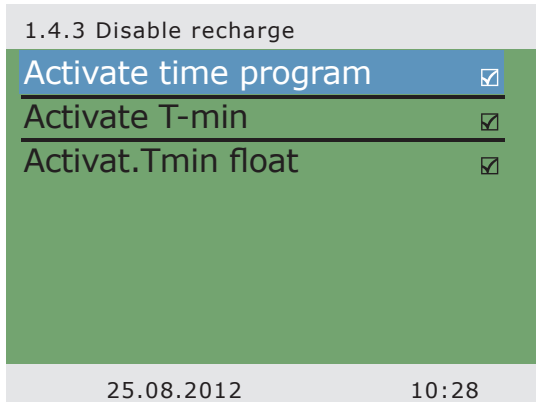 1.4.3 Disable recharge
Activate time program ☑
Activate T-min ☑
Activat.Tmin float ☑
25.08.2012 10:28